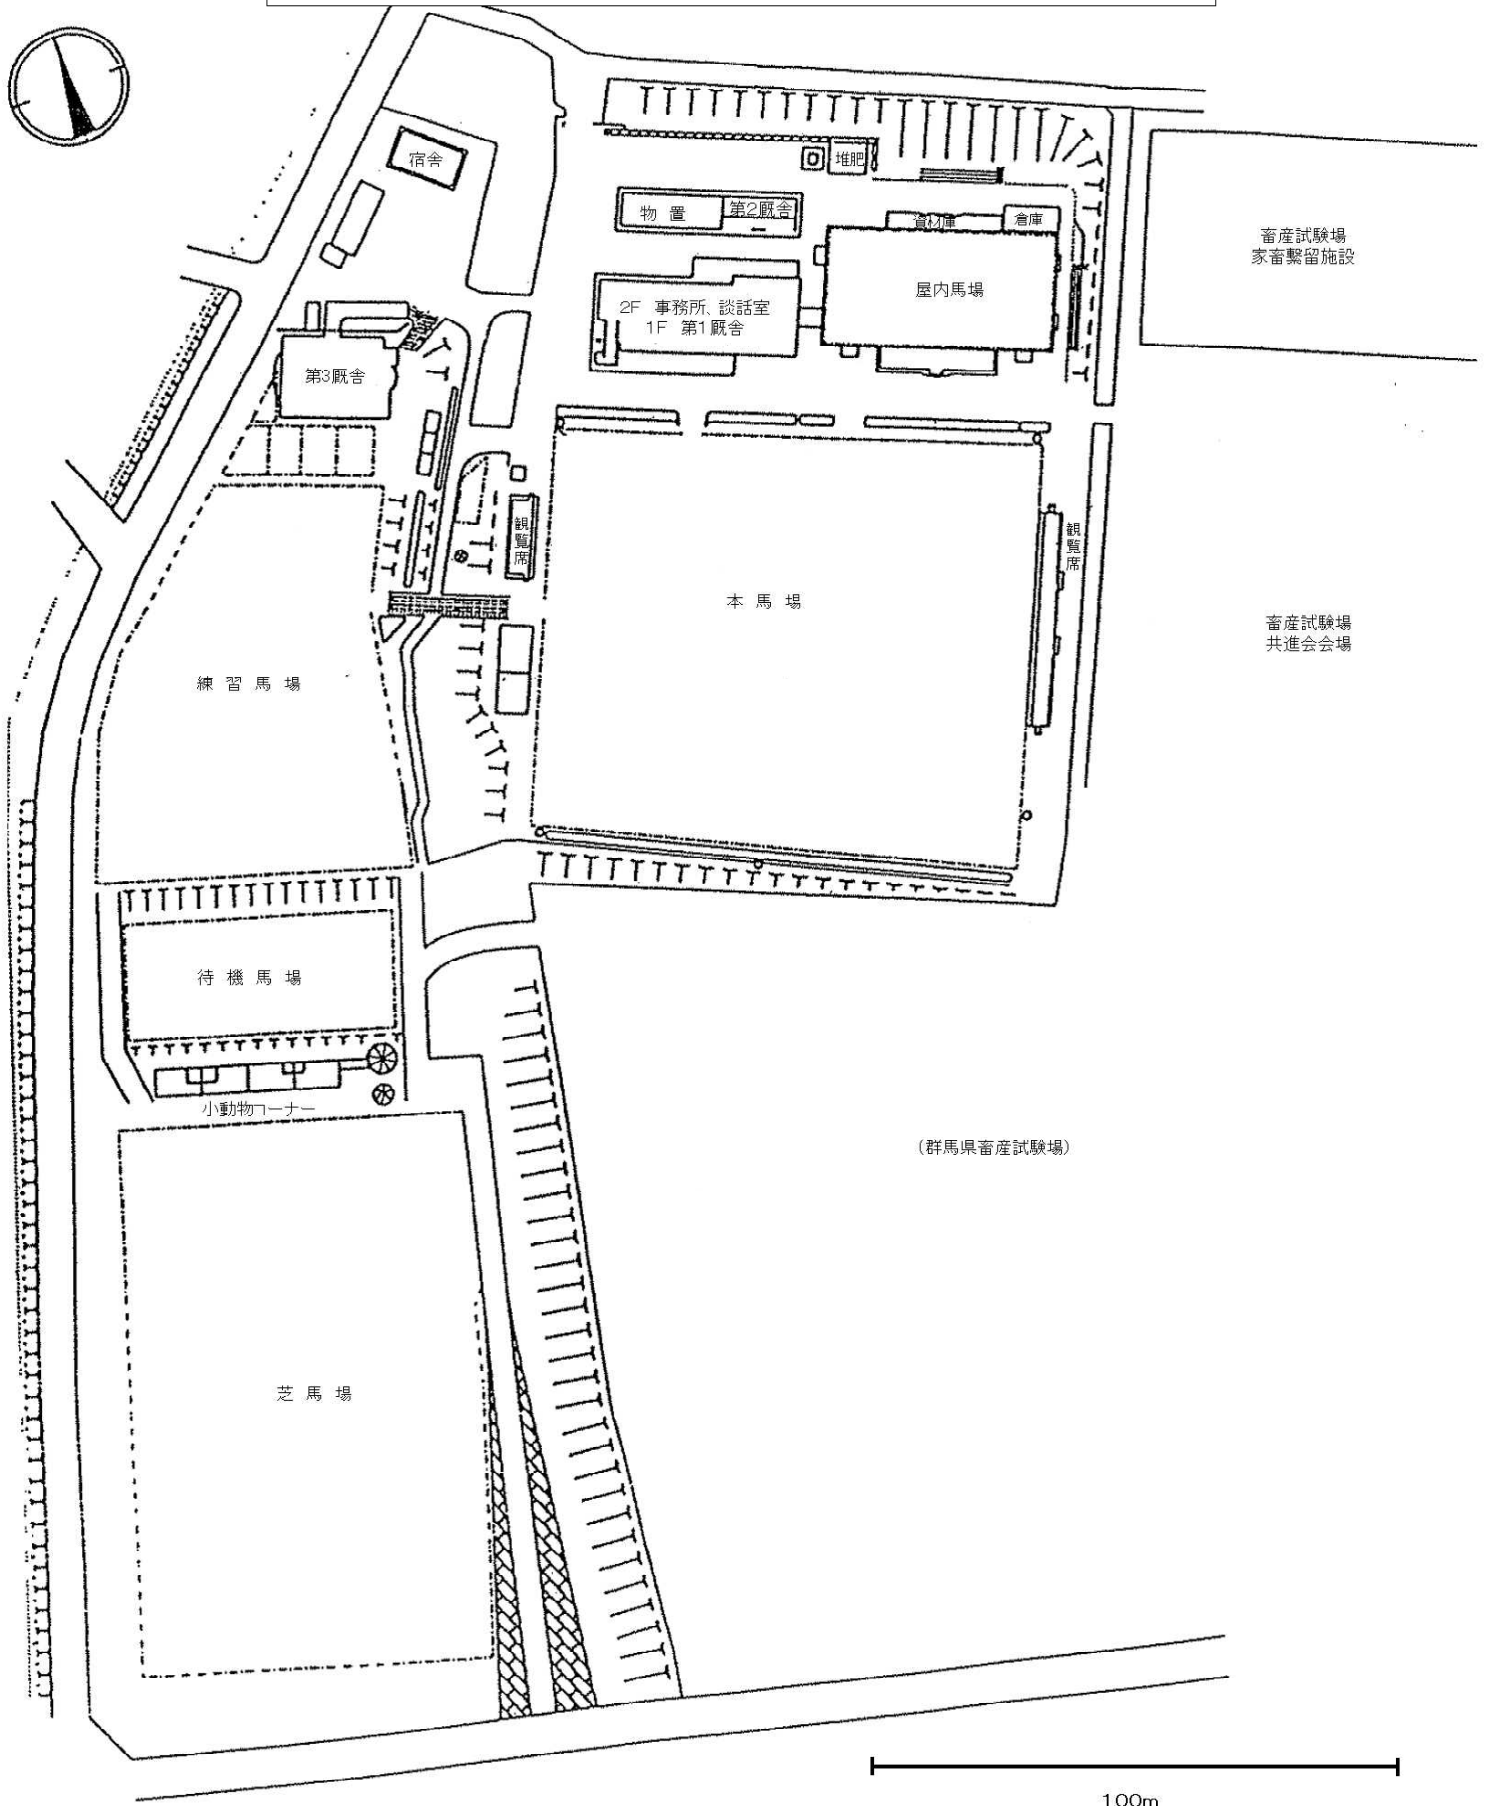 宿舎
堆肥
物置
第2厩舎
資材庫
倉庫
畜産試験場
家畜繋留施設
屋内馬場
2F 事務所、談話室
1F 第1厩舎
第3厩舎
観覧席
観覧席
本馬場
畜産試験場
共進会会場
練習馬場
待機馬場
小動物コーナー
(群馬県畜産試験場)
芝馬場
100m